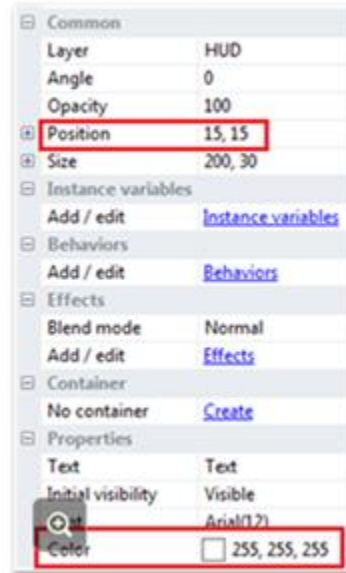 Common
Layer HUD
Angle 0
Opacity 100
Position 15, 15
Size 200, 30
Instance variables
Add / edit Instance variables
Behaviors
Add / edit Behaviors
Effects
Blend mode Normal
Add / edit Effects
Container
No container Create
Properties
Text Text
Initial visibility Visible
Arial(12)
Color 255, 255, 255